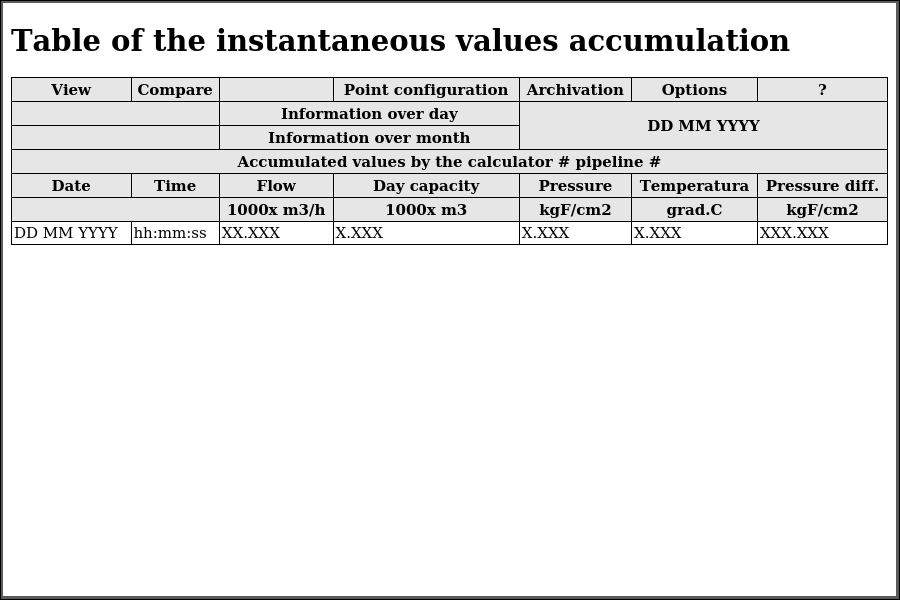 Table of the instantaneous values accumulation
View Compare Point configuration Archivation Options ?
Information over day
DD MM YYYY
Information over month
Accumulated values by the calculator # pipeline #
Date Time Flow Day capacity Pressure Temperatura Pressure diff.
1000x m3/h 1000x m3 kgF/cm2 grad.C kgF/cm2
DD MM YYYY hh:mm:ss XX.XXX X.XXX X.XXX X.XXX XXX.XXX